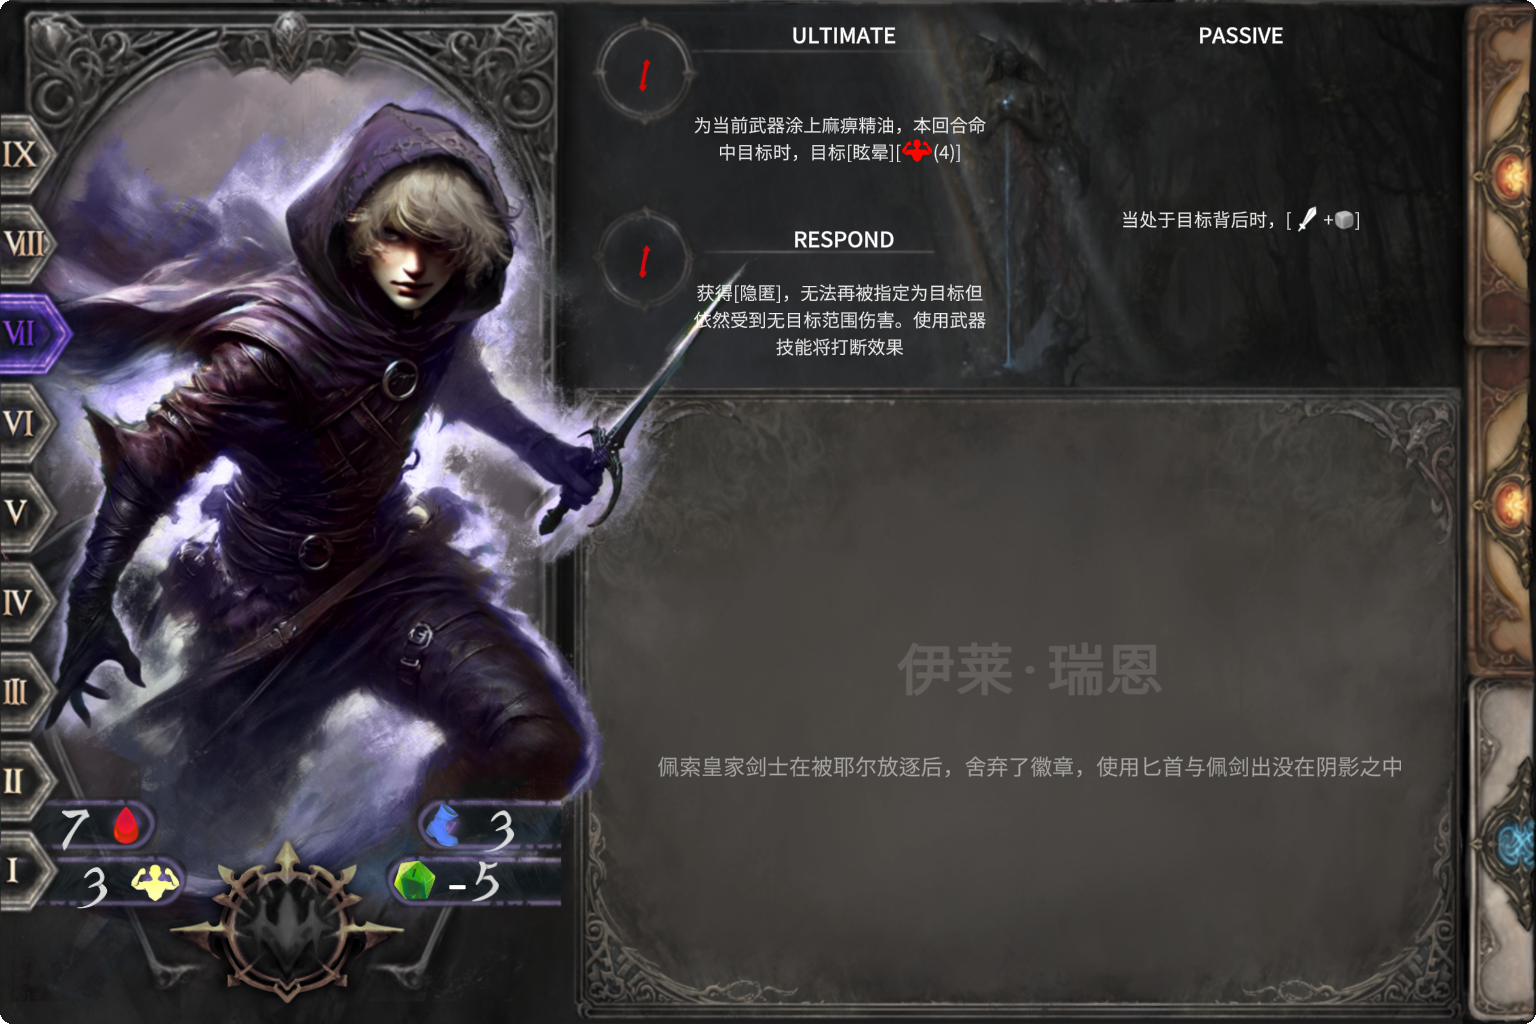 ULTIMATE
为当前武器涂上麻痹精油，本回合命
中目标时，目标[眩晕][(4)]
RESPOND
获得[隐匿]，无法再被指定为目标但
依然受到无目标范围伤害。使用武器
技能将打断效果
PASSIVE
当处于目标背后时，[ + ]
IX
VIII
VII
VI
V
IV
III
II
I
7
3
3
-5
伊莱·瑞恩
佩索皇家剑士在被耶尔放逐后，舍弃了徽章，使用匕首与佩剑出没在阴影之中